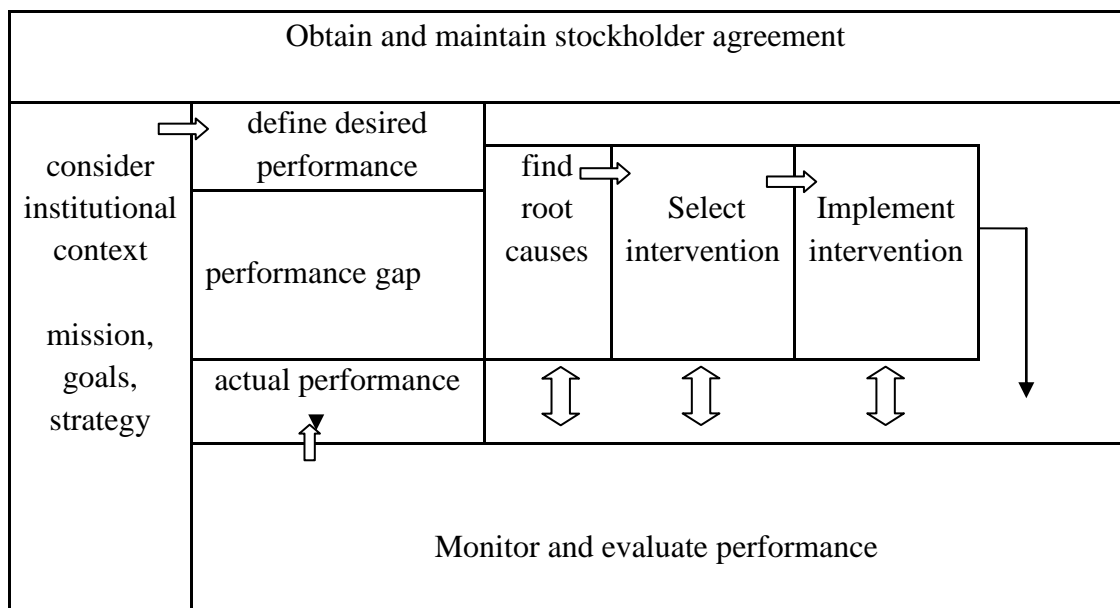 Obtain and maintain stockholder agreement
consider
institutional
context
mission,
goals,
strategy
define desired
performance
performance gap
actual performance
find
root
causes
Select
intervention
Implement
intervention
Monitor and evaluate performance